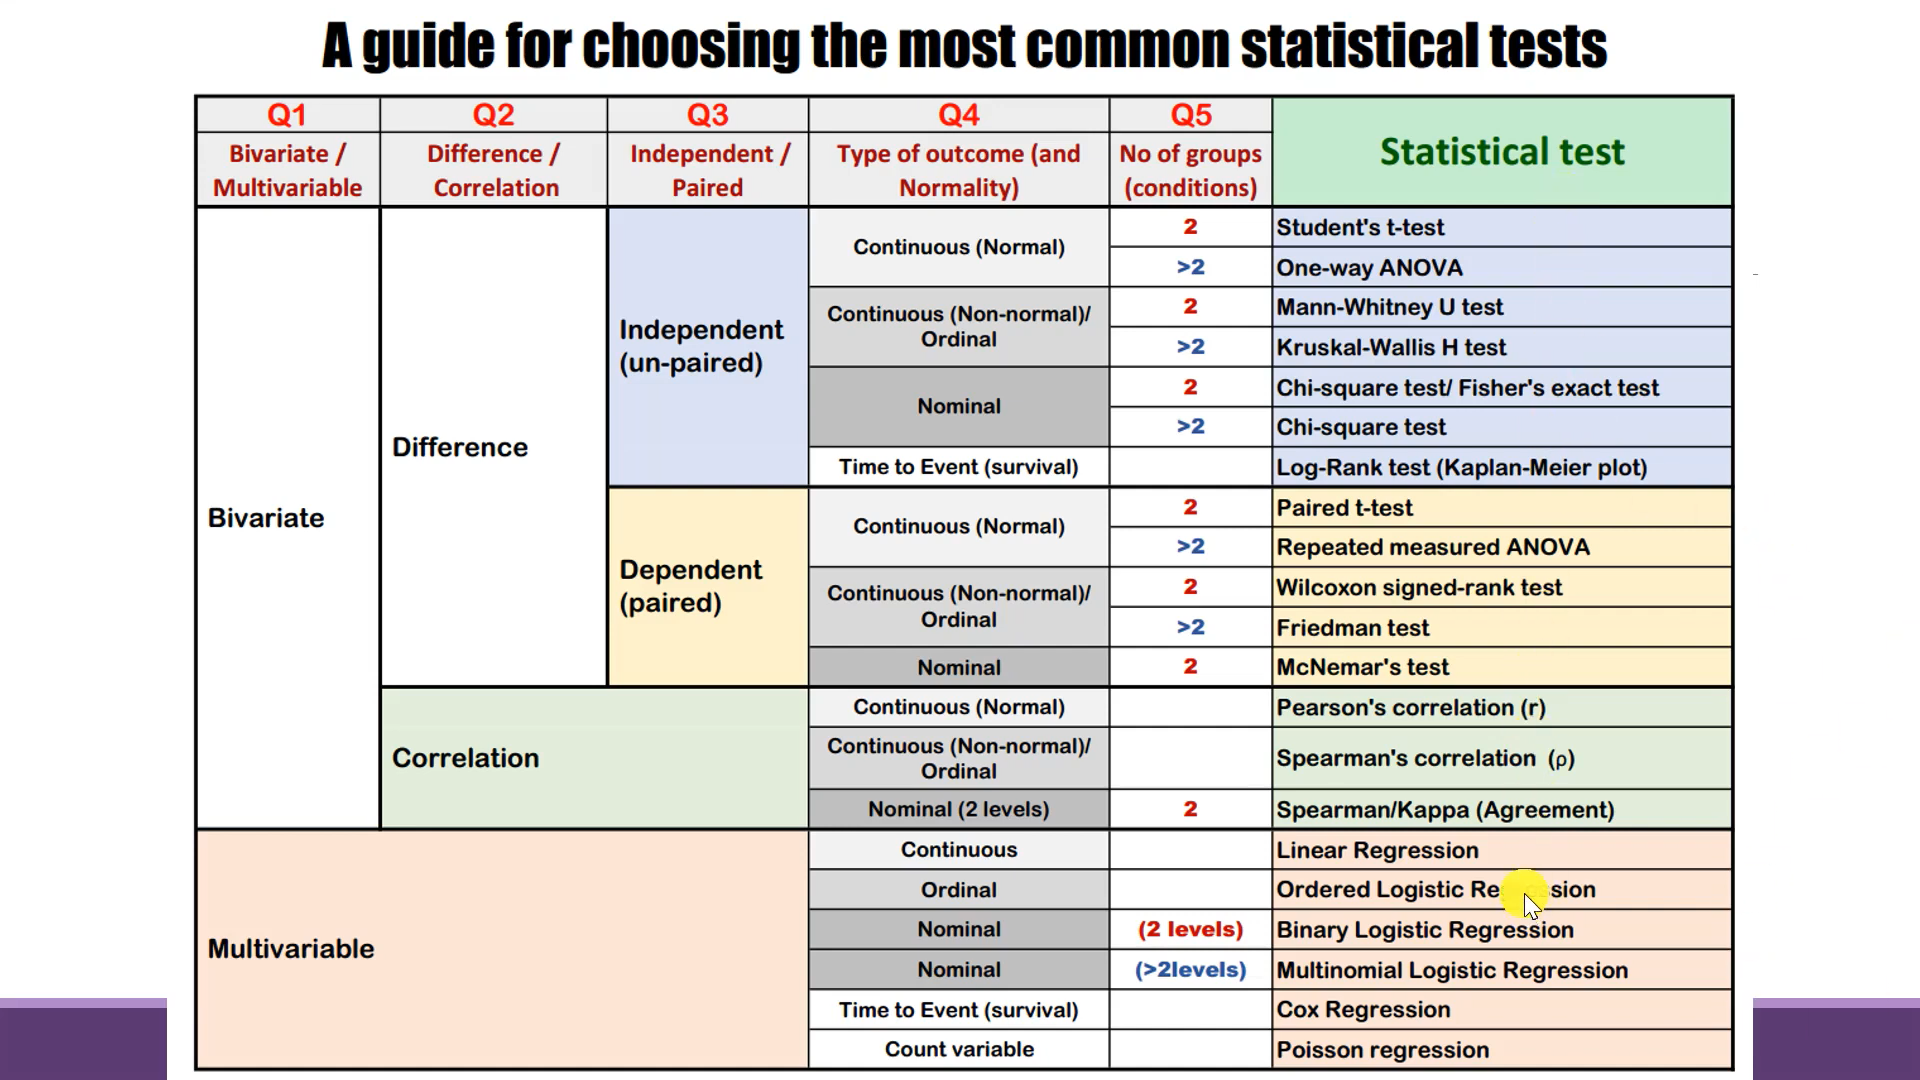 A guide for choosing the most common statistical tests
Q1 Q2 Q3 Q4 Q5
Bivariate / Multivariable
Difference / Correlation
Independent / Paired
Type of outcome (and Normality)
No of groups (conditions)
Statistical test
Bivariate
Difference
Independent (un-paired)
Continuous (Normal)
2 Student's t-test
>2 One-way ANOVA
Continuous (Non-normal)/ Ordinal
2 Mann-Whitney U test
>2 Kruskal-Wallis H test
Nominal
2 Chi-square test/ Fisher's exact test
>2 Chi-square test
Time to Event (survival) Log-Rank test (Kaplan-Meier plot)
Dependent (paired)
Continuous (Normal)
2 Paired t-test
>2 Repeated measured ANOVA
Continuous (Non-normal)/ Ordinal
2 Wilcoxon signed-rank test
>2 Friedman test
Nominal 2 McNemar's test
Correlation
Continuous (Normal) Pearson's correlation (r)
Continuous (Non-normal)/ Ordinal
Spearman's correlation (ρ)
Nominal (2 levels) 2 Spearman/Kappa (Agreement)
Multivariable
Continuous Linear Regression
Ordinal Ordered Logistic Regression
Nominal (2 levels) Binary Logistic Regression
Nominal (>2levels) Multinomial Logistic Regression
Time to Event (survival) Cox Regression
Count variable Poisson regression